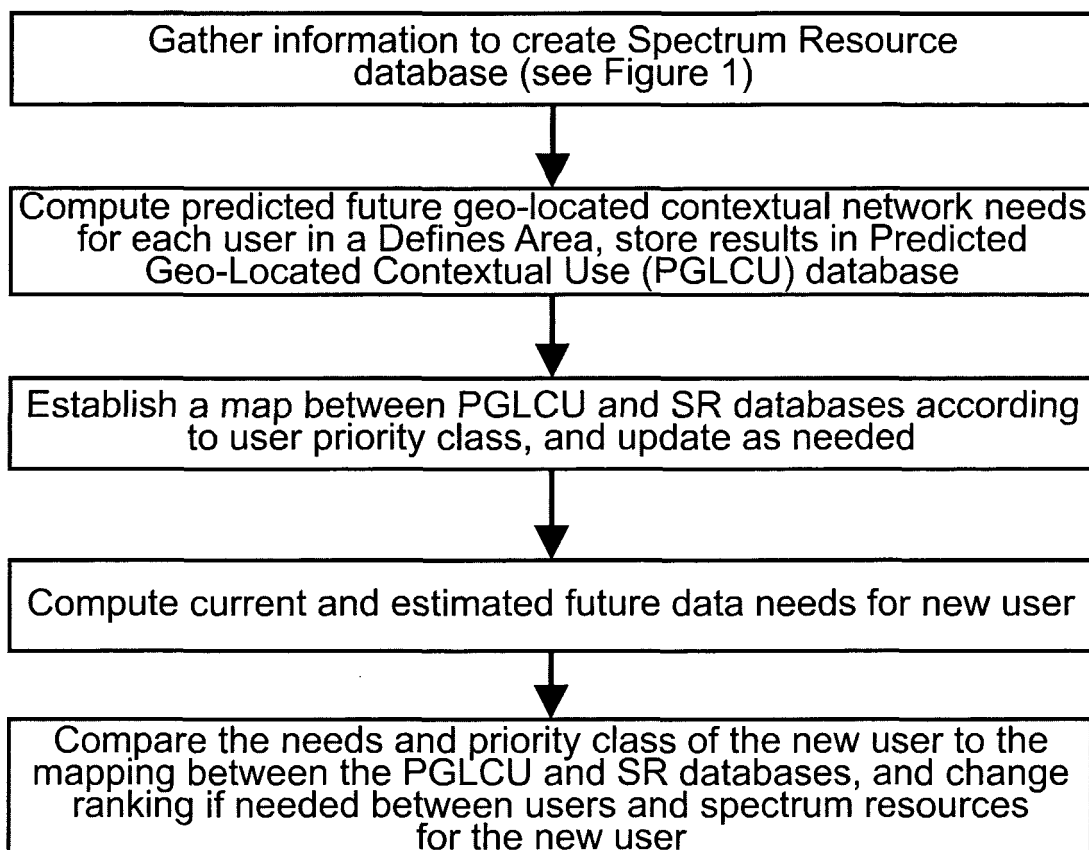 Gather information to create Spectrum Resource
database (see Figure 1)
Compute predicted future geo-located contextual network needs
for each user in a Defines Area, store results in Predicted
Geo-Located Contextual Use (PGLCU) database
Establish a map between PGLCU and SR databases according
to user priority class, and update as needed
Compute current and estimated future data needs for new user
Compare the needs and priority class of the new user to the
mapping between the PGLCU and SR databases, and change
ranking if needed between users and spectrum resources
for the new user